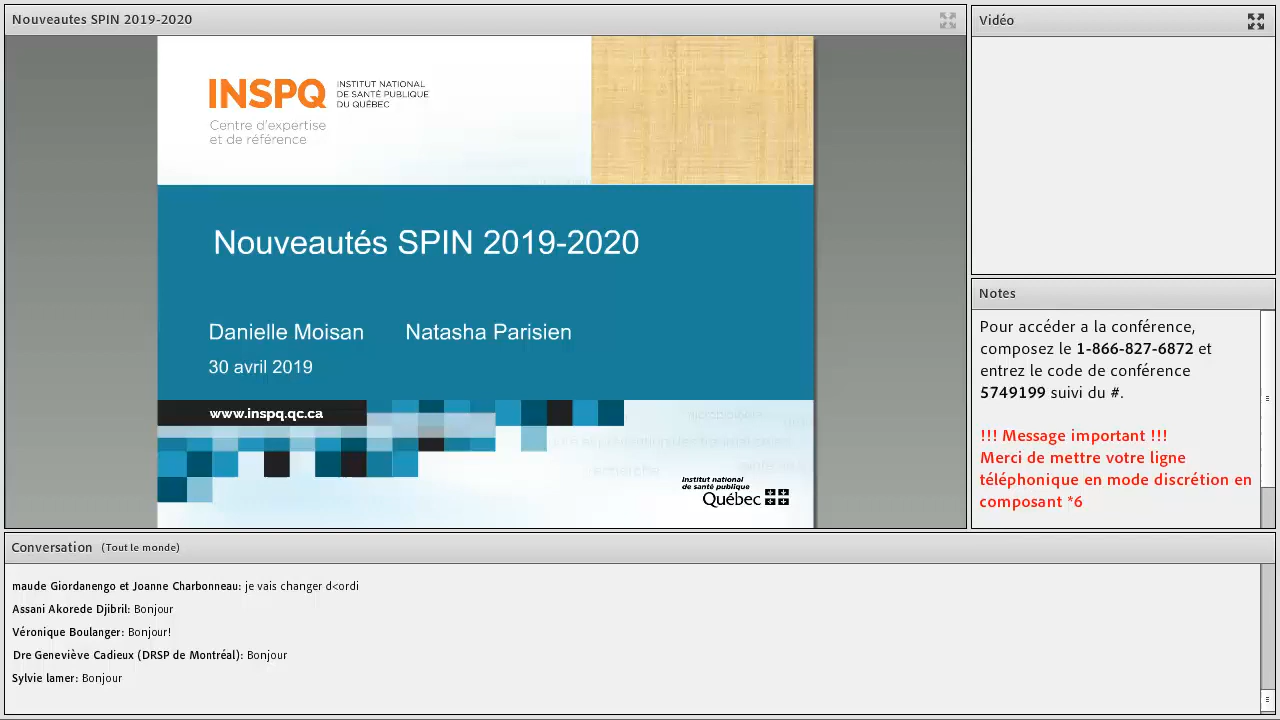 Nouveautes SPIN 2019-2020
INSPQ
INSTITUT NATIONAL
DE SANTÉ PUBLIQUE
DU QUÉBEC
Centre d'expertise
et de référence
Nouveautés SPIN 2019-2020
Danielle Moisan Natasha Parisien
30 avril 2019
www.inspq.qc.ca
Institut national
de santé publique
Québec
Vidéo
Notes
Pour accéder a la conférence,
composez le 1-866-827-6872 et
entrez le code de conférence
5749199 suivi du #.
!!! Message important !!!
Merci de mettre votre ligne
téléphonique en mode discrétion en
composant *6
Conversation (Tout le monde)
maude Giordanengo et Joanne Charbonneau: je vais changer d<ordi
Assani Akorede Djibril: Bonjour
Véronique Boulanger: Bonjour!
Dre Geneviève Cadieux (DRSP de Montréal): Bonjour
Sylvie lamer: Bonjour